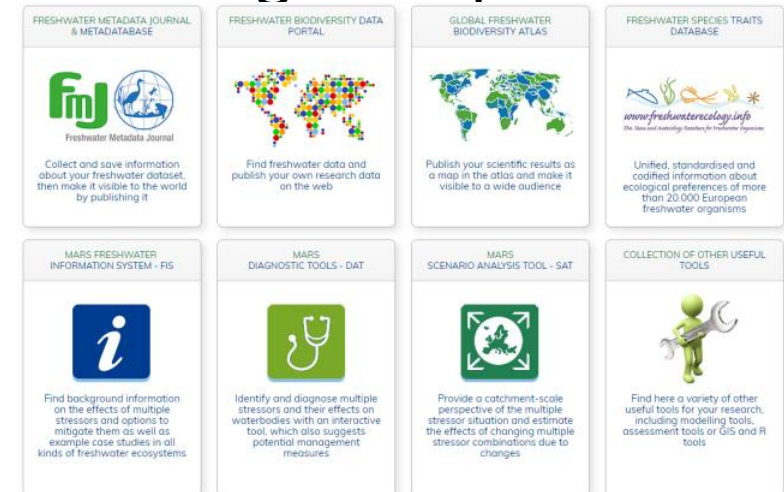 FRESHWATER METADATA JOURNAL
& METADATABASE
fmJ
Freshwater Metadata Journal
Collect and save information
about your freshwater dataset,
then make it visible to the world
by publishing it
FRESHWATER BIODIVERSITY DATA
PORTAL
Find freshwater data and
publish your own research data
on the web
GLOBAL FRESHWATER
BIODIVERSITY ATLAS
Publish your scientific results as
a map in the atlas and make it
visible to a wide audience
FRESHWATER SPECIES TRAITS
DATABASE
www.freshwaterecology.info
The Taxa and Autecology Database for Freshwater Organisms
Unified, standardised and
codified information about
ecological preferences of more
than 20.000 European
freshwater organisms
MARS FRESHWATER
INFORMATION SYSTEM - FIS
i
Find background information
on the effects of multiple
stressors and options to
mitigate them as well as
example case studies in all
kinds of freshwater ecosystems
MARS
DIAGNOSTIC TOOLS - DAT
Identify and diagnose multiple
stressors and their effects on
waterbodies with an interactive
tool, which also suggests
potential management
measures
MARS
SCENARIO ANALYSIS TOOL - SAT
Provide a catchment-scale
perspective of the multiple
stressor situation and estimate
the effects of changing multiple
stressor combinations due to
changes
COLLECTION OF OTHER USEFUL
TOOLS
Find here a variety of other
useful tools for your research,
including modelling tools,
assessment tools or GIS and R
tools